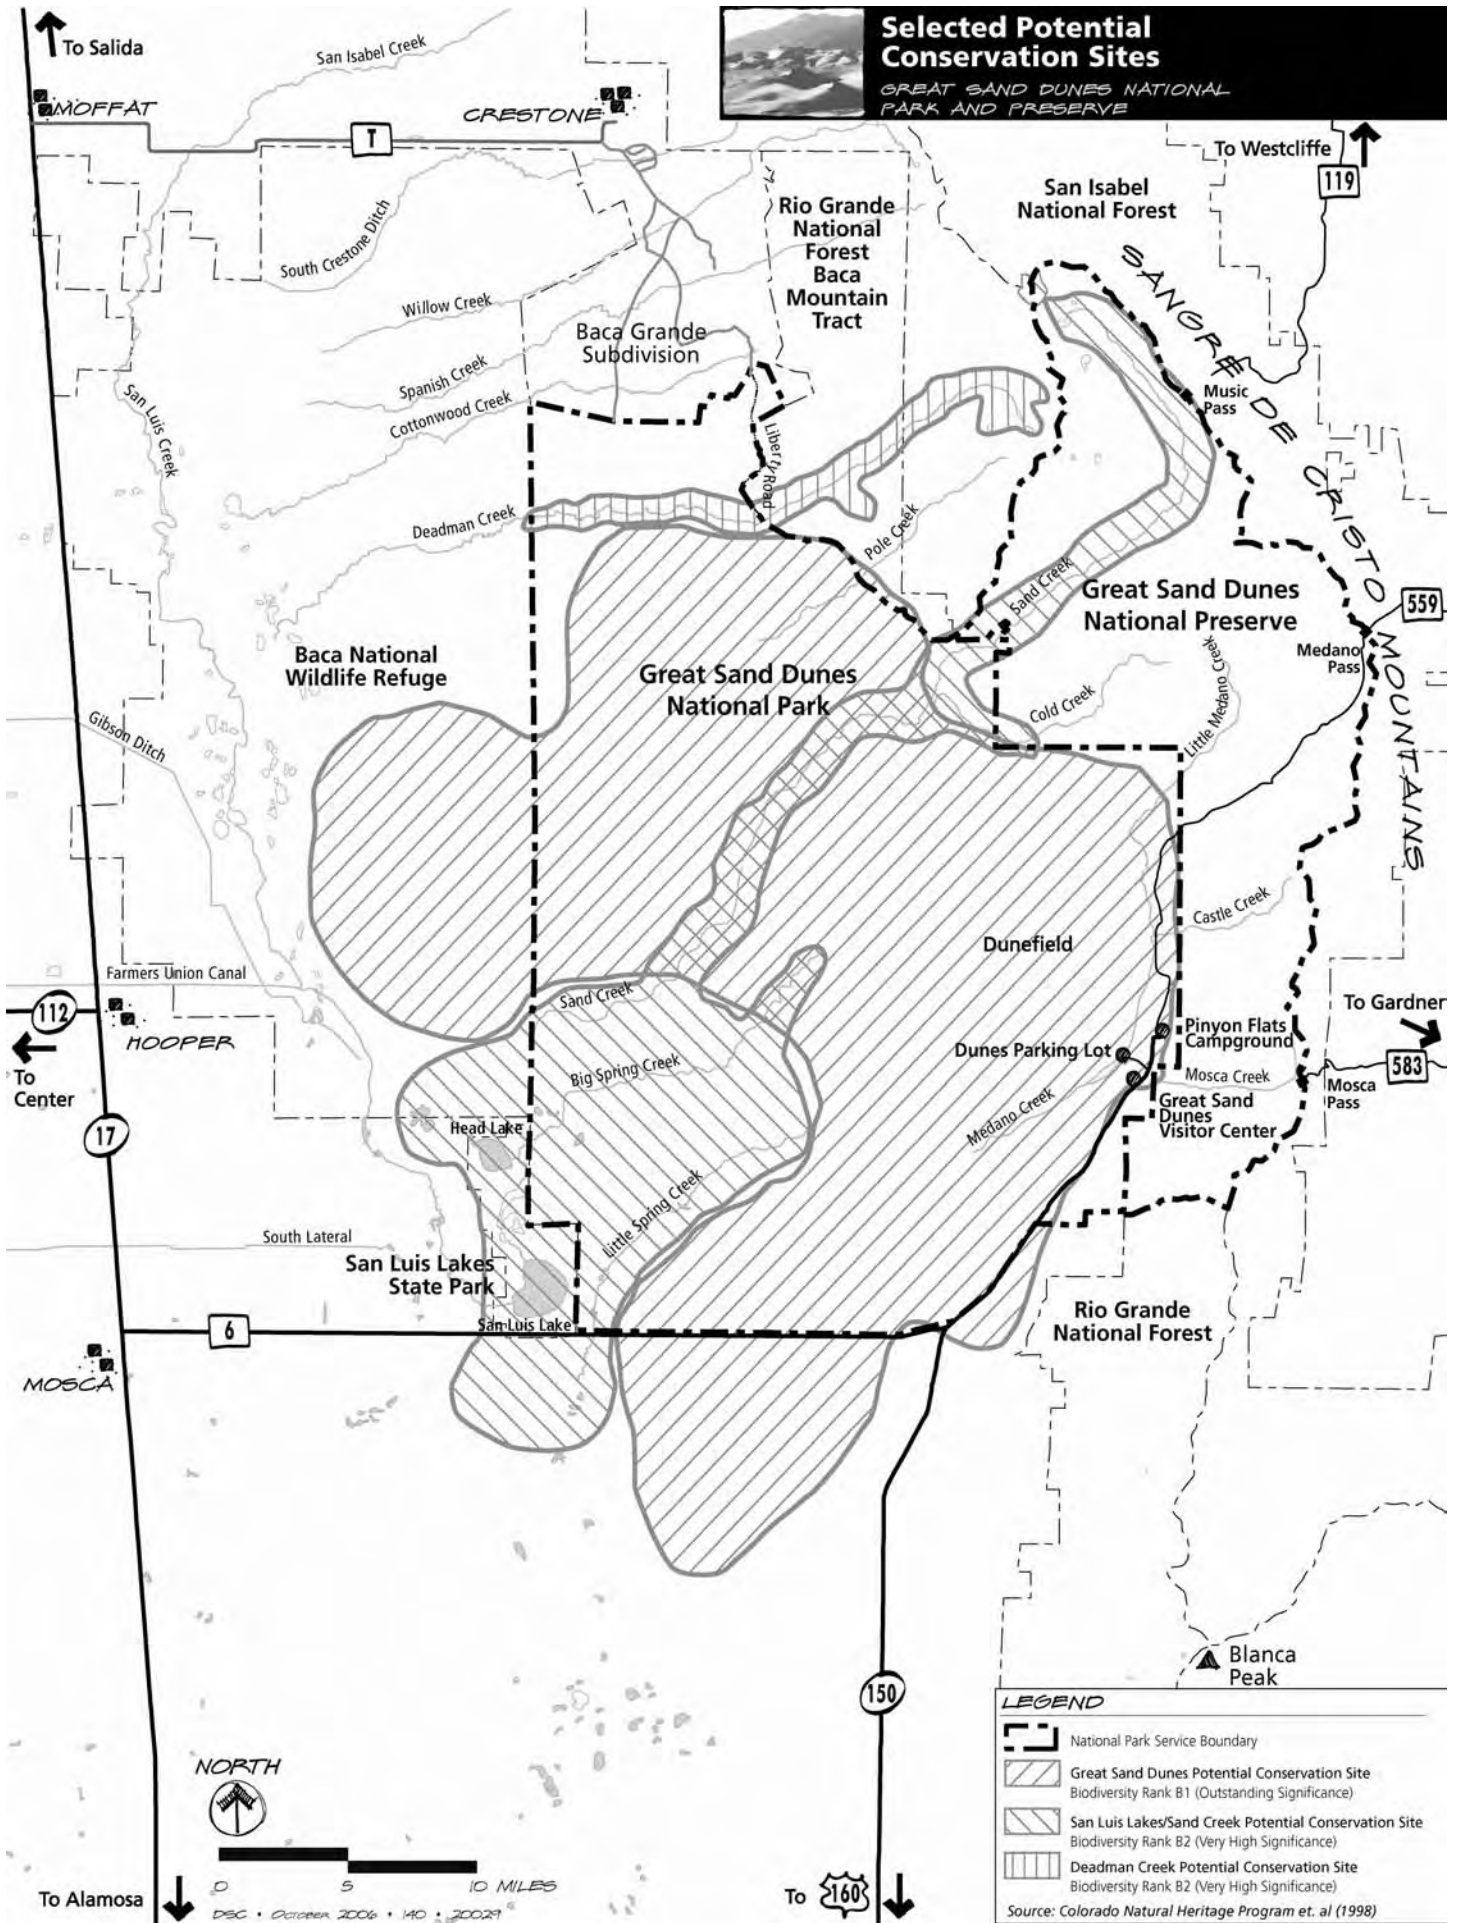 Selected Potential
Conservation Sites
GREAT SAND DUNES NATIONAL
PARK AND PRESERVE
To Salida
San Isabel Creek
MOFFAT
CRESTONE
T
To Westcliffe
119
San Isabel
National Forest
Rio Grande
National
Forest
Baca
Mountain
Tract
South Crestone Ditch
Willow Creek
Baca Grande
Subdivision
SANGRE DE CRISTO MOUNTAINS
San Luis Creek
Spanish Creek
Cottonwood Creek
Music
Pass
Liberty Road
Deadman Creek
Pole Creek
Sand Creek
Great Sand Dunes
National Preserve
559
Baca National
Wildlife Refuge
Great Sand Dunes
National Park
Medano
Pass
Little Medano Creek
Cold Creek
Gibson Ditch
Castle Creek
Dunefield
Farmers Union Canal
Sand Creek
112
HOOPER
To
Center
To Gardner
Pinyon Flats
Campground
Dunes Parking Lot
Big Spring Creek
Mosca Creek
583
Mosca
Pass
Great Sand
Dunes
Visitor Center
Medano Creek
17
Head Lake
Little Spring Creek
South Lateral
San Luis Lakes
State Park
San Luis Lake
6
Rio Grande
National Forest
MOSCA
Blanca
Peak
150
NORTH
0 5 10 MILES
To Alamosa
DSC • OCTOBER 2006 • 140 • 20029
To 160
LEGEND
National Park Service Boundary
Great Sand Dunes Potential Conservation Site
Biodiversity Rank B1 (Outstanding Significance)
San Luis Lakes/Sand Creek Potential Conservation Site
Biodiversity Rank B2 (Very High Significance)
Deadman Creek Potential Conservation Site
Biodiversity Rank B2 (Very High Significance)
Source: Colorado Natural Heritage Program et. al (1998)